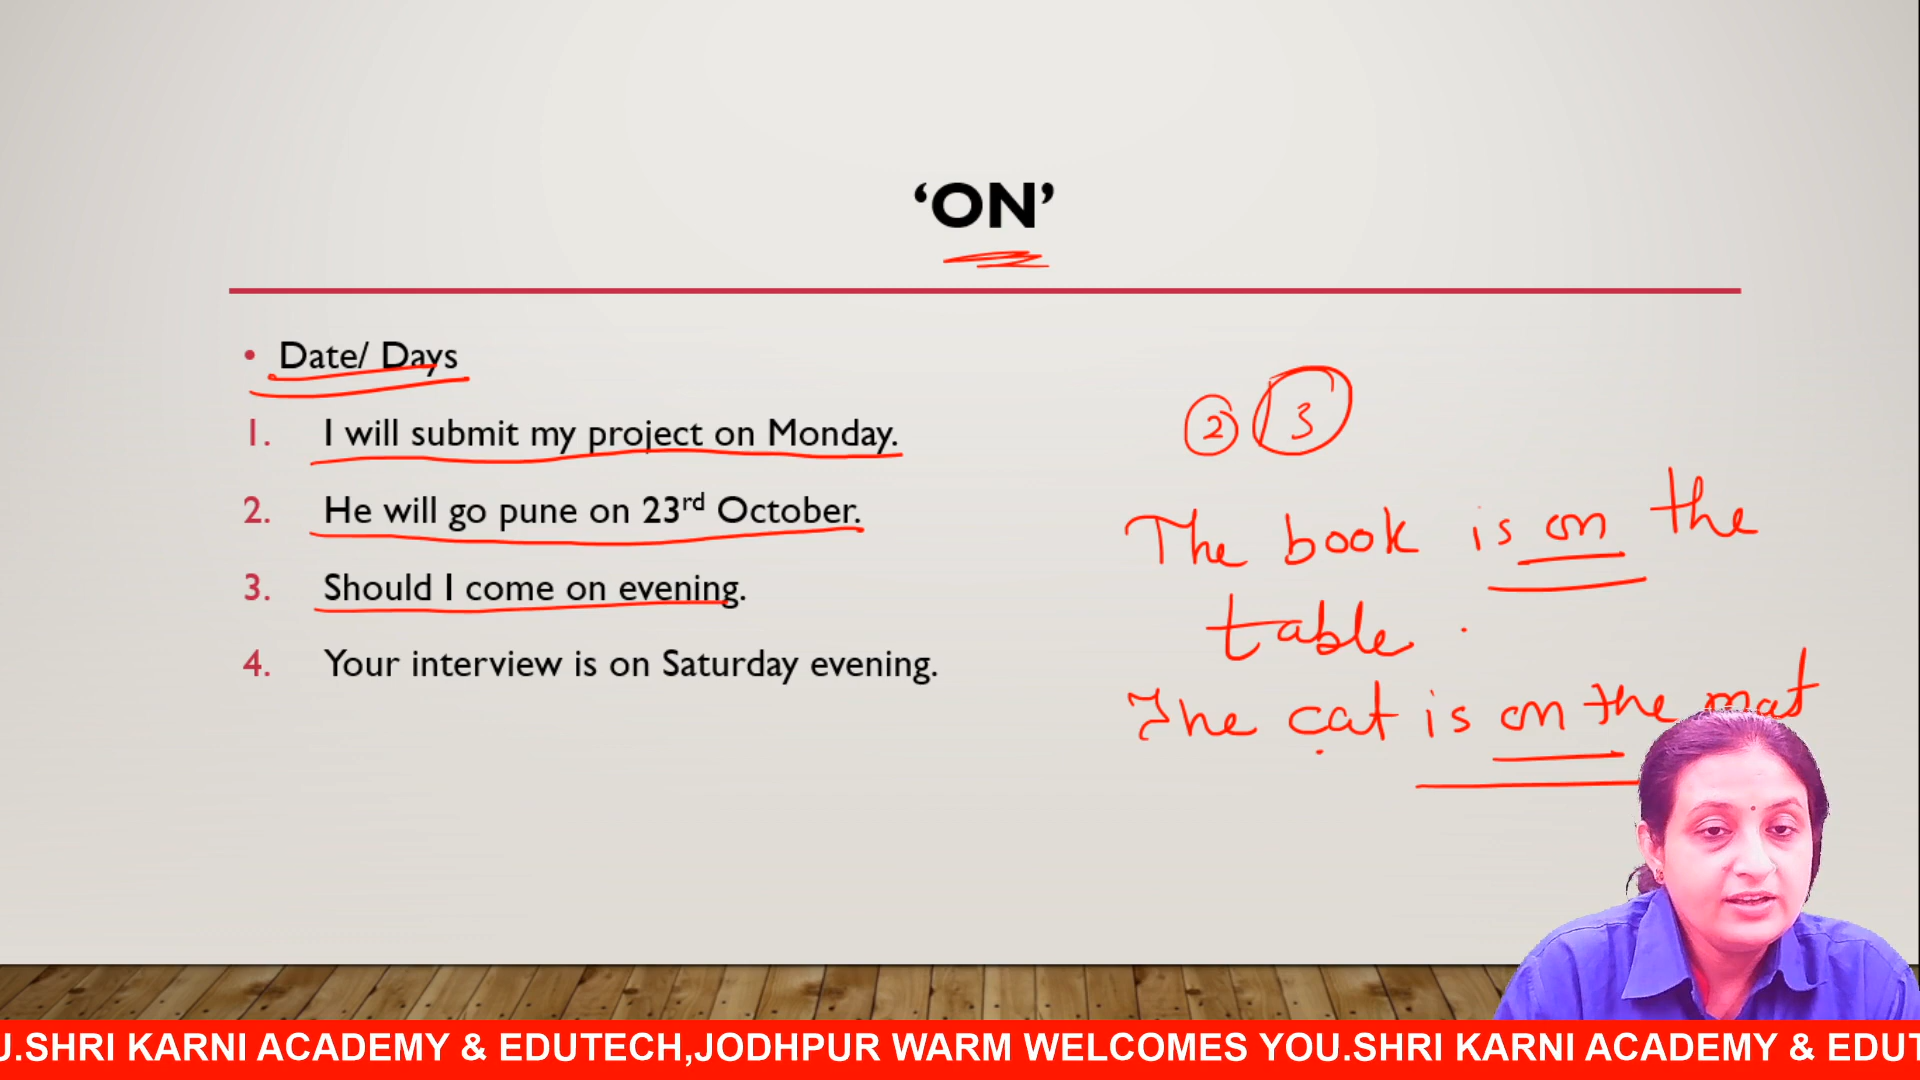 ‘ON’
• Date/ Days
1. I will submit my project on Monday.
2. He will go pune on 23rd October.
3. Should I come on evening.
4. Your interview is on Saturday evening.
2 3
The book is on the
table .
The cat is on the mat
U.SHRI KARNI ACADEMY & EDUTECH,JODHPUR WARM WELCOMES YOU.SHRI KARNI ACADEMY & EDUT